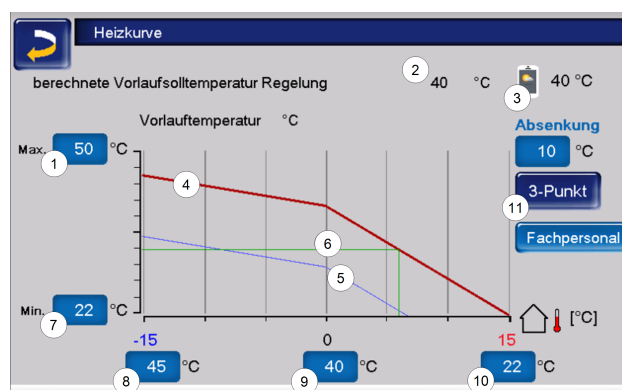 Heizkurve
berechnete Vorlaufsolltemperatur Regelung
2
40 °C
3
40 °C
Vorlauftemperatur °C
Absenkung
Max. 50 °C
1
10 °C
4
3-Punkt
11
6
Fachpersonal
5
Min. 22 °C
7
[°C]
-15 0 15
45 °C
8
40 °C
9
22 °C
10